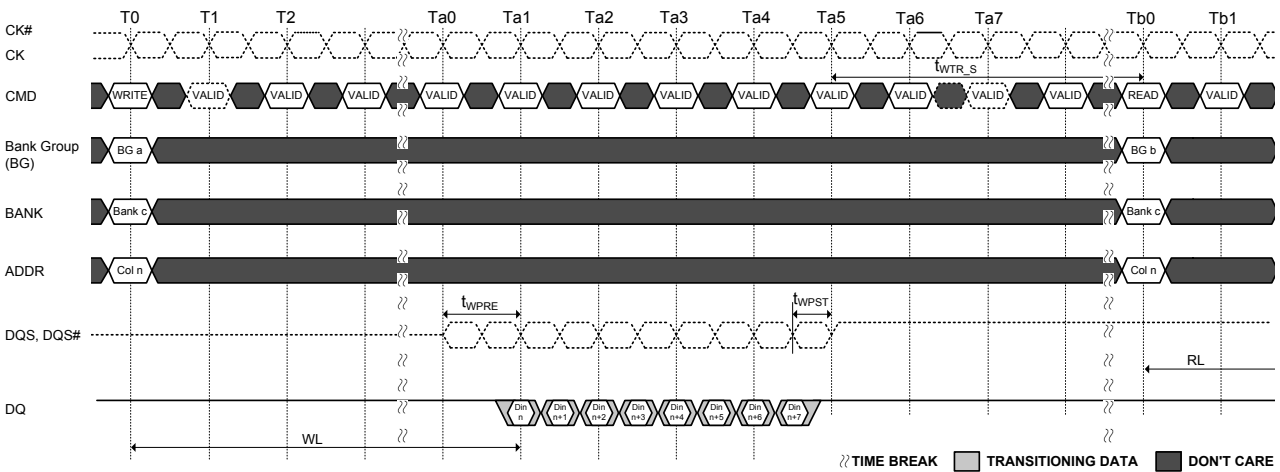 T0 T1 T2 Ta0 Ta1 Ta2 Ta3 Ta4 Ta5 Ta6 Ta7 Tb0 Tb1
CK#
CK
tWTR_S
CMD WRITE VALID VALID VALID VALID VALID VALID VALID VALID VALID VALID VALID VALID READ VALID
Bank Group
(BG) BG a BG b
BANK Bank c Bank c
ADDR Col n Col n
tWPRE tWPST
DQS, DQS#
RL
DQ Din n Din n+1 Din n+2 Din n+3 Din n+4 Din n+5 Din n+6 Din n+7
WL
TIME BREAK TRANSITIONING DATA DON'T CARE